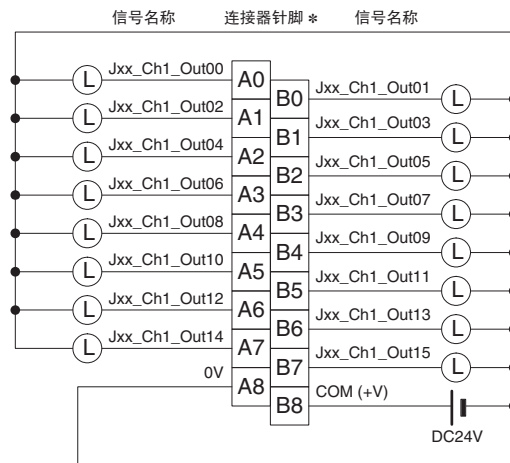 信号名称 连接器针脚 * 信号名称
L Jxx_Ch1_Out00 A0
B0 Jxx_Ch1_Out01 L
L Jxx_Ch1_Out02 A1
B1 Jxx_Ch1_Out03 L
L Jxx_Ch1_Out04 A2
B2 Jxx_Ch1_Out05 L
L Jxx_Ch1_Out06 A3
B3 Jxx_Ch1_Out07 L
L Jxx_Ch1_Out08 A4
B4 Jxx_Ch1_Out09 L
L Jxx_Ch1_Out10 A5
B5 Jxx_Ch1_Out11 L
L Jxx_Ch1_Out12 A6
B6 Jxx_Ch1_Out13 L
L Jxx_Ch1_Out14 A7
B7 Jxx_Ch1_Out15 L
0V A8
B8 COM (+V)
DC24V